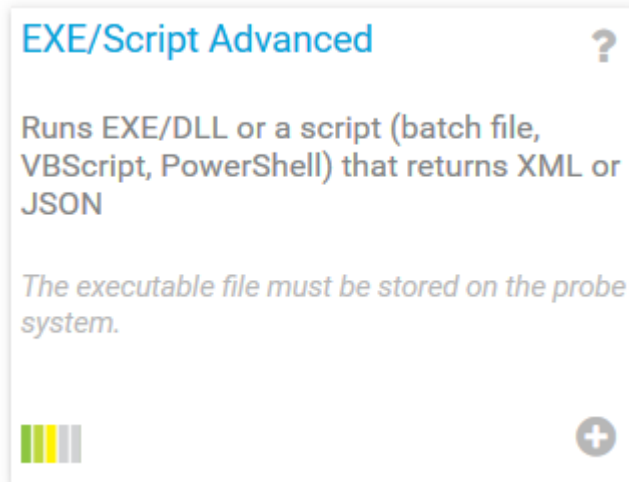 EXE/Script Advanced
?
Runs EXE/DLL or a script (batch file,
VBScript, PowerShell) that returns XML or
JSON
The executable file must be stored on the probe
system.